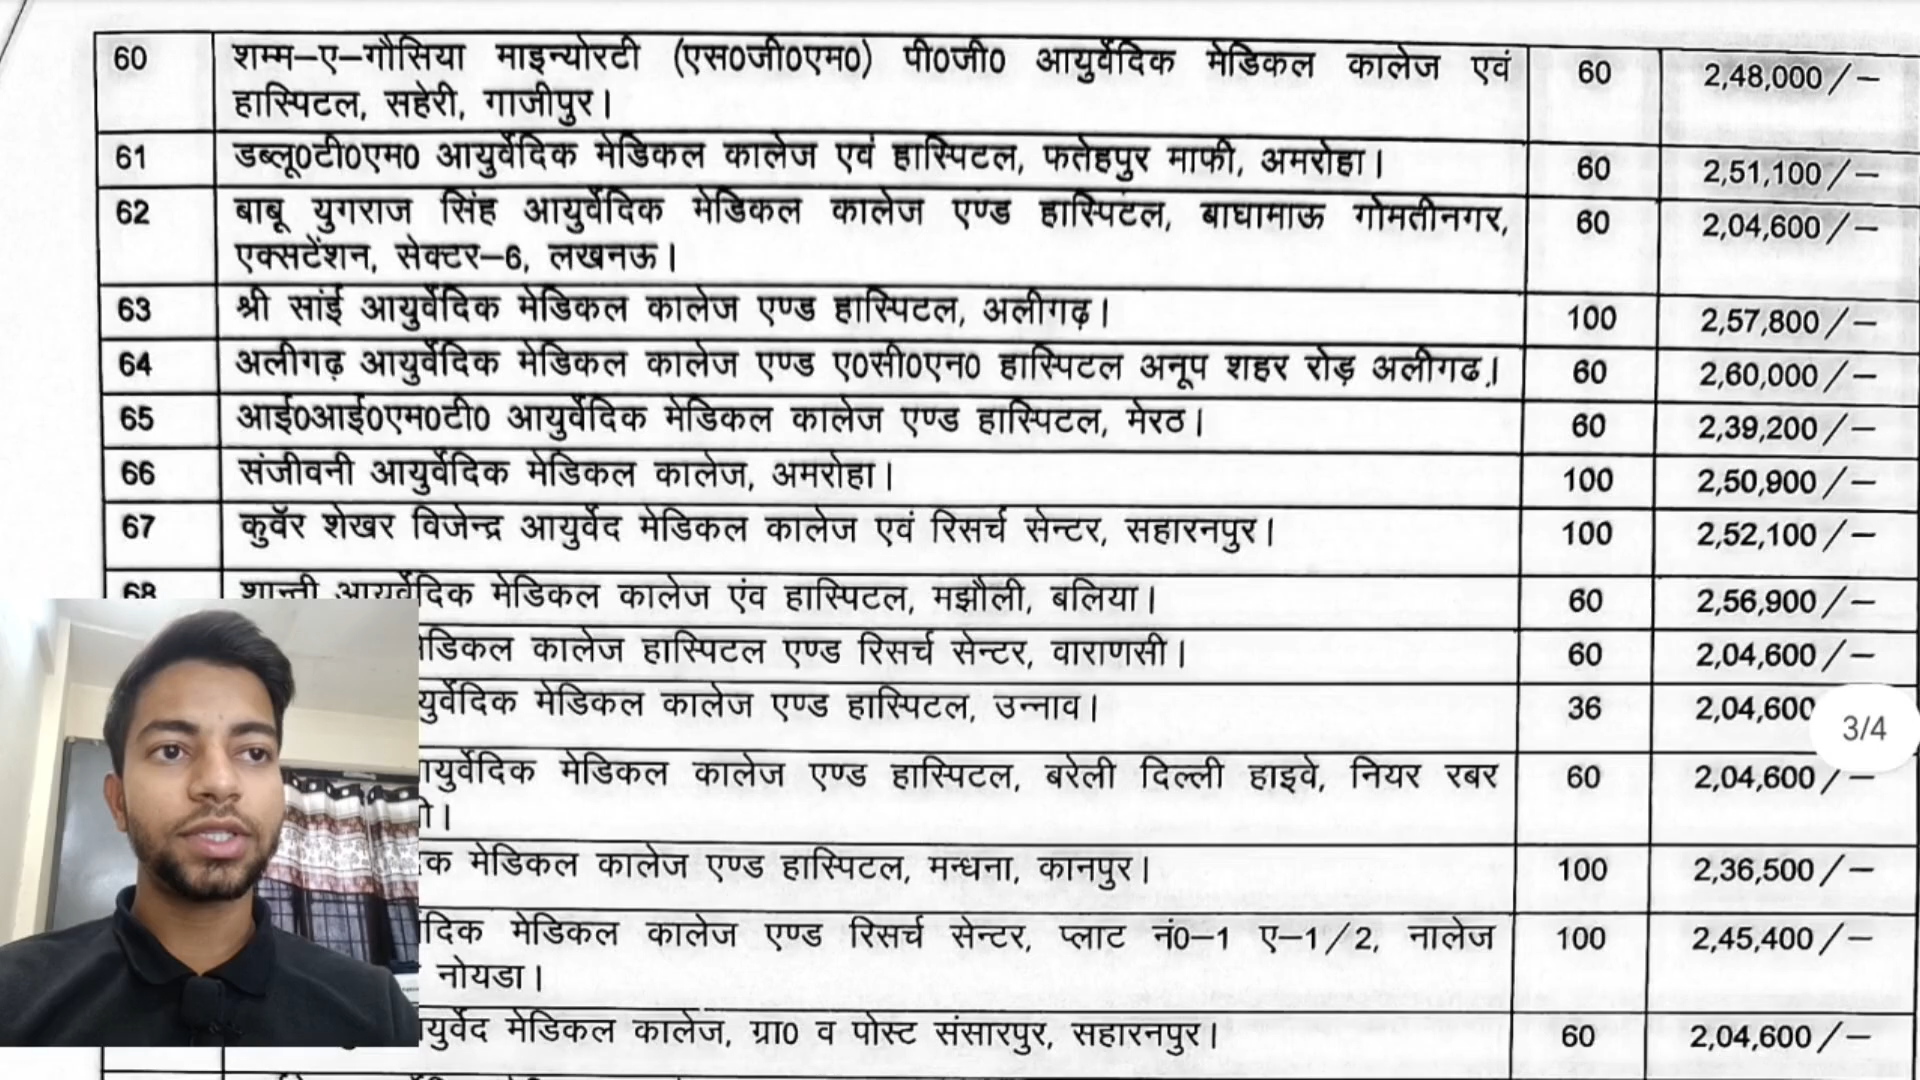 60 शम्म–ए–गौसिया माइन्योरटी (एस0जी0एम0) पी0जी0 आयुर्वेदिक मेडिकल कालेज एवं 60 2,48,000/–
हास्पिटल, सहेरी, गाजीपुर।
61 डब्लू0टी0एम0 आयुर्वेदिक मेडिकल कालेज एवं हास्पिटल, फतेहपुर माफी, अमरोहा। 60 2,51,100/–
62 बाबू युगराज सिंह आयुर्वेदिक मेडिकल कालेज एण्ड हास्पिटल, बाघामाऊ गोमतीनगर, 60 2,04,600/–
एक्सटेंशन, सेक्टर–6, लखनऊ।
63 श्री सांई आयुर्वेदिक मेडिकल कालेज एण्ड हास्पिटल, अलीगढ़। 100 2,57,800/–
64 अलीगढ़ आयुर्वेदिक मेडिकल कालेज एण्ड ए0सी0एन0 हास्पिटल अनूप शहर रोड़ अलीगढ,। 60 2,60,000/–
65 आई0आई0एम0टी0 आयुर्वेदिक मेडिकल कालेज एण्ड हास्पिटल, मेरठ। 60 2,39,200/–
66 संजीवनी आयुर्वेदिक मेडिकल कालेज, अमरोहा। 100 2,50,900/–
67 कुवॅर शेखर विजेन्द्र आयुर्वेद मेडिकल कालेज एवं रिसर्च सेन्टर, सहारनपुर। 100 2,52,100/–
68 शान्ती आयुर्वेदिक मेडिकल कालेज एंव हास्पिटल, मझौली, बलिया। 60 2,56,900/–
मेडिकल कालेज हास्पिटल एण्ड रिसर्च सेन्टर, वाराणसी। 60 2,04,600/–
युर्वेदिक मेडिकल कालेज एण्ड हास्पिटल, उन्नाव। 36 2,04,600
3/4
आयुर्वेदिक मेडिकल कालेज एण्ड हास्पिटल, बरेली दिल्ली हाइवे, नियर रबर 60 2,04,600/–
क मेडिकल कालेज एण्ड हास्पिटल, मन्धना, कानपुर। 100 2,36,500/–
दिक मेडिकल कालेज एण्ड रिसर्च सेन्टर, प्लाट नं0–1 ए–1/2, नालेज 100 2,45,400/–
नोयडा।
युर्वेद मेडिकल कालेज, ग्रा0 व पोस्ट संसारपुर, सहारनपुर। 60 2,04,600/–